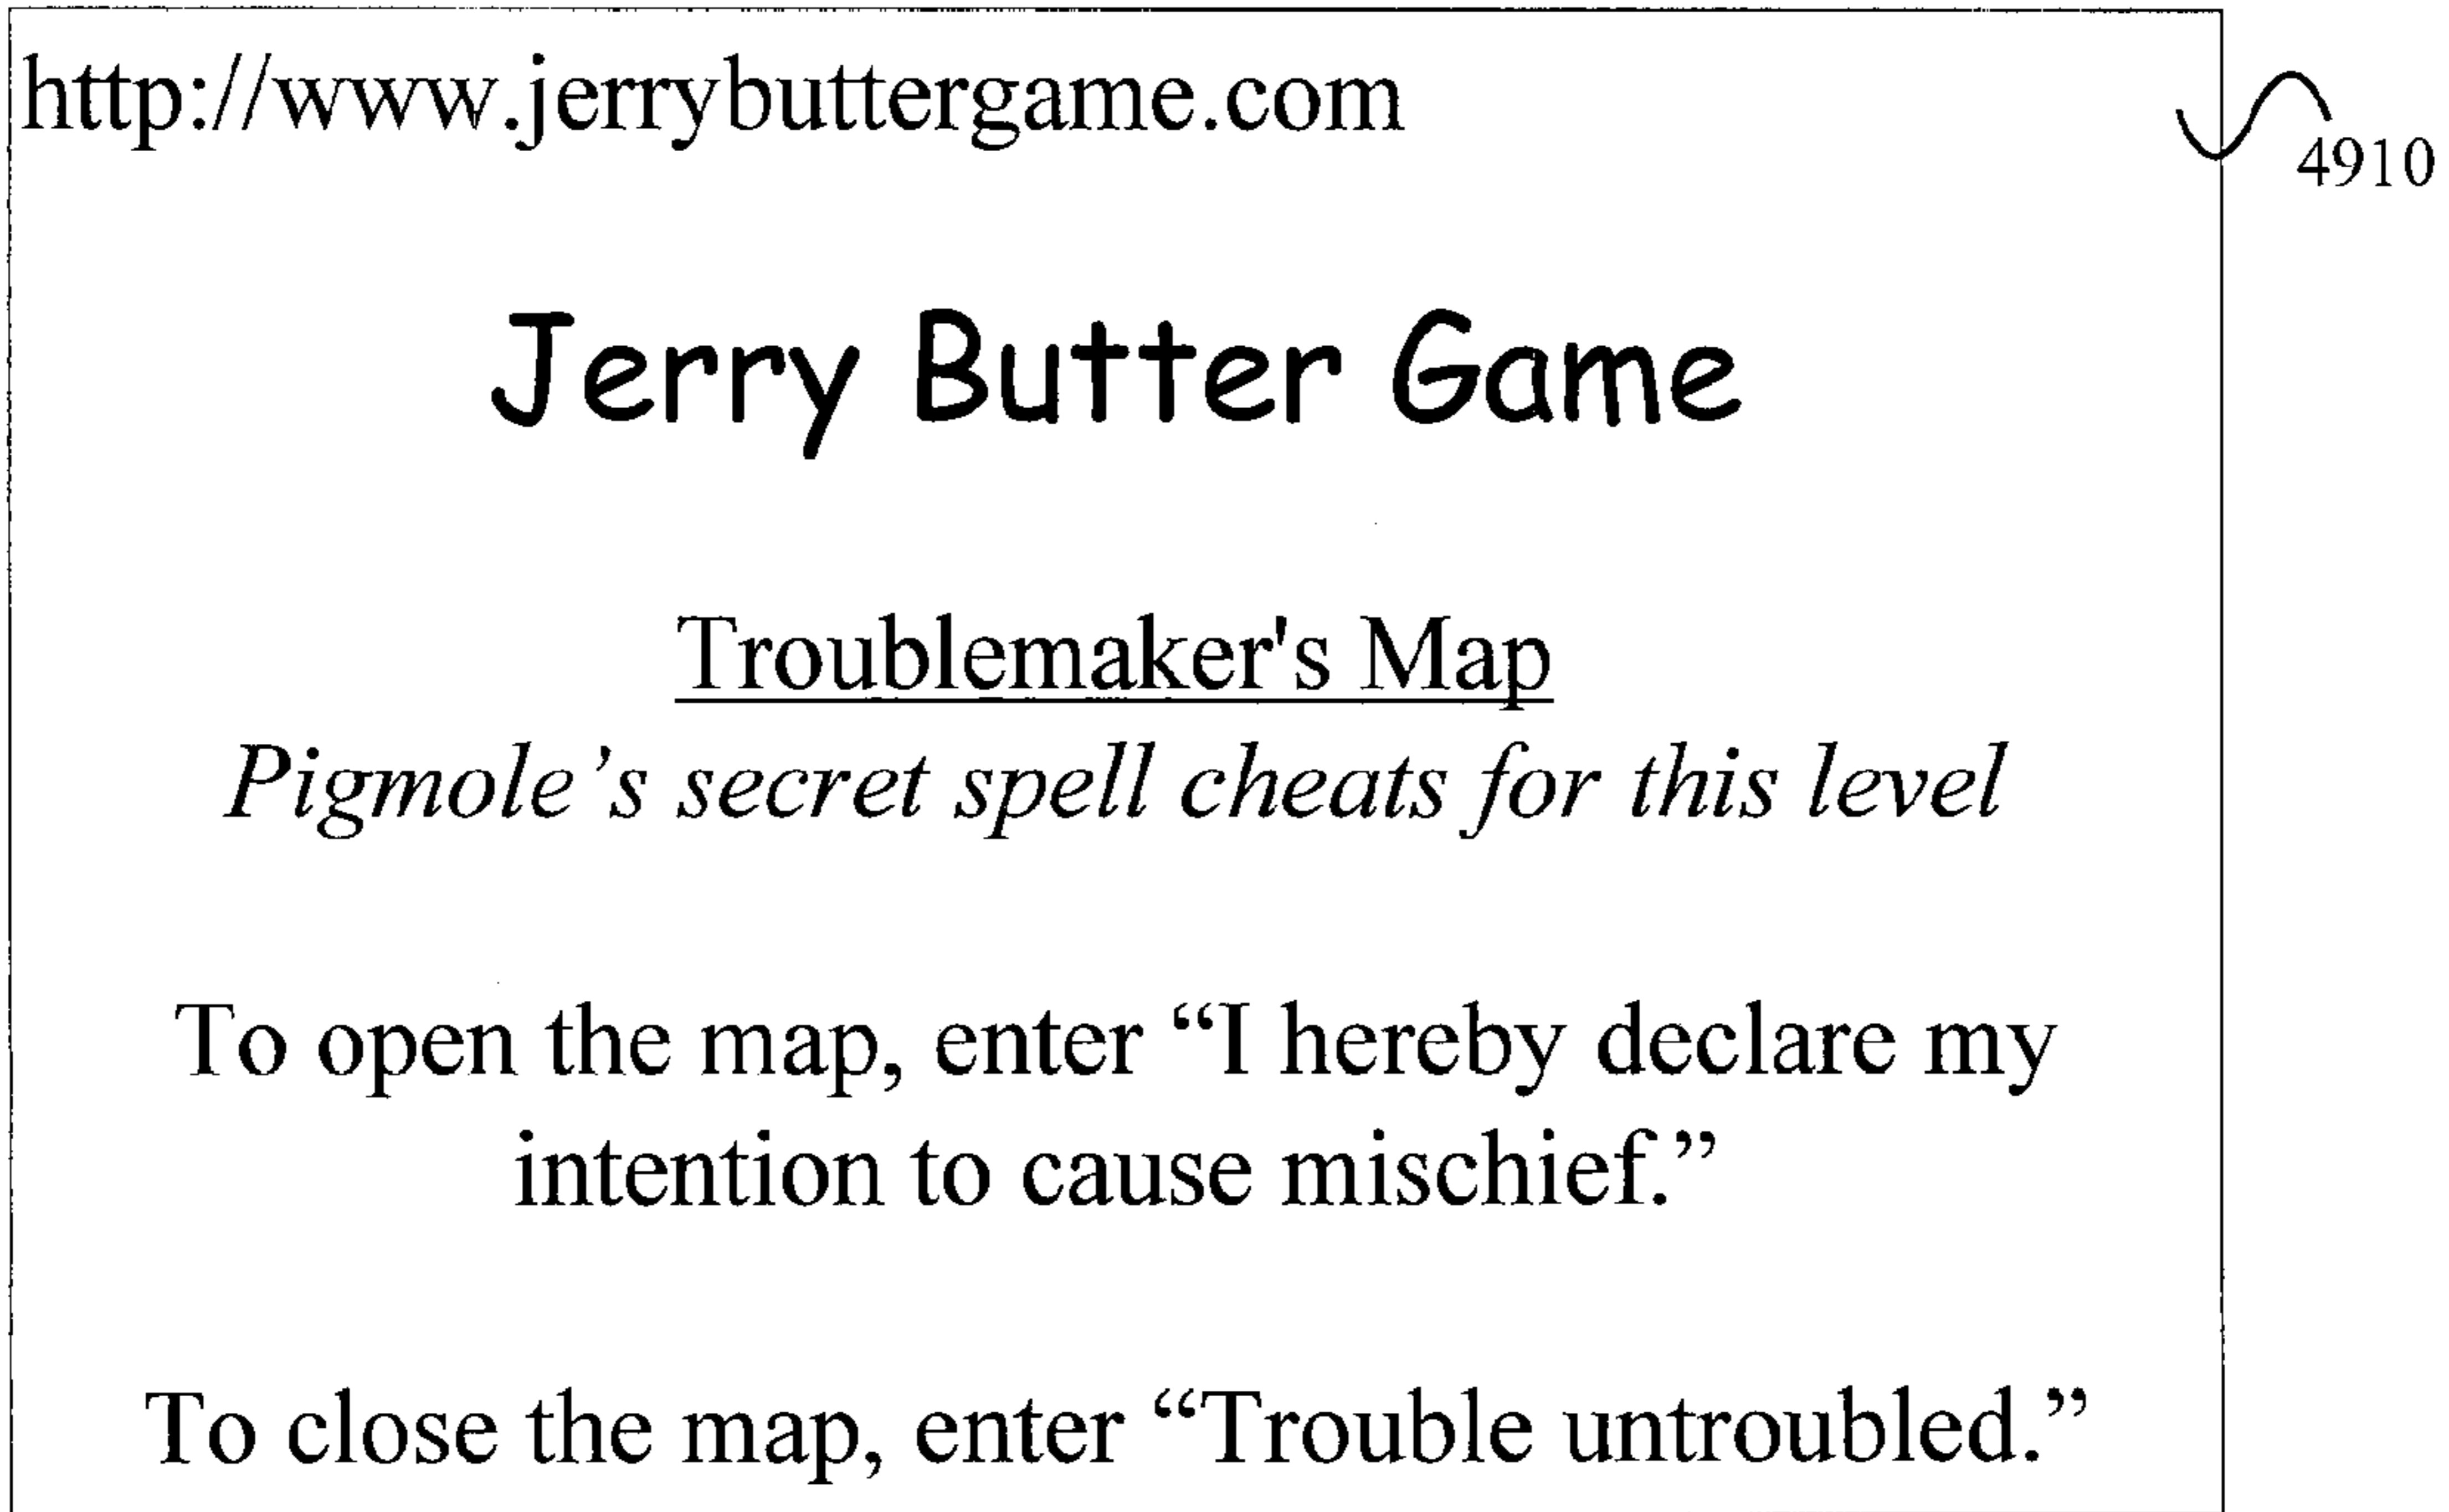 http://www.jerrybuttergame.com
4910
Jerry Butter Game
Troublemaker's Map
Pigmole’s secret spell cheats for this level
To open the map, enter “I hereby declare my
intention to cause mischief.”
To close the map, enter “Trouble untroubled.”